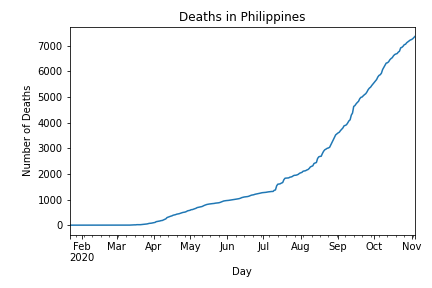 Deaths in Philippines
Number of Deaths
7000
6000
5000
4000
3000
2000
1000
0
Feb Mar Apr May Jun Jul Aug Sep Oct Nov
2020
Day